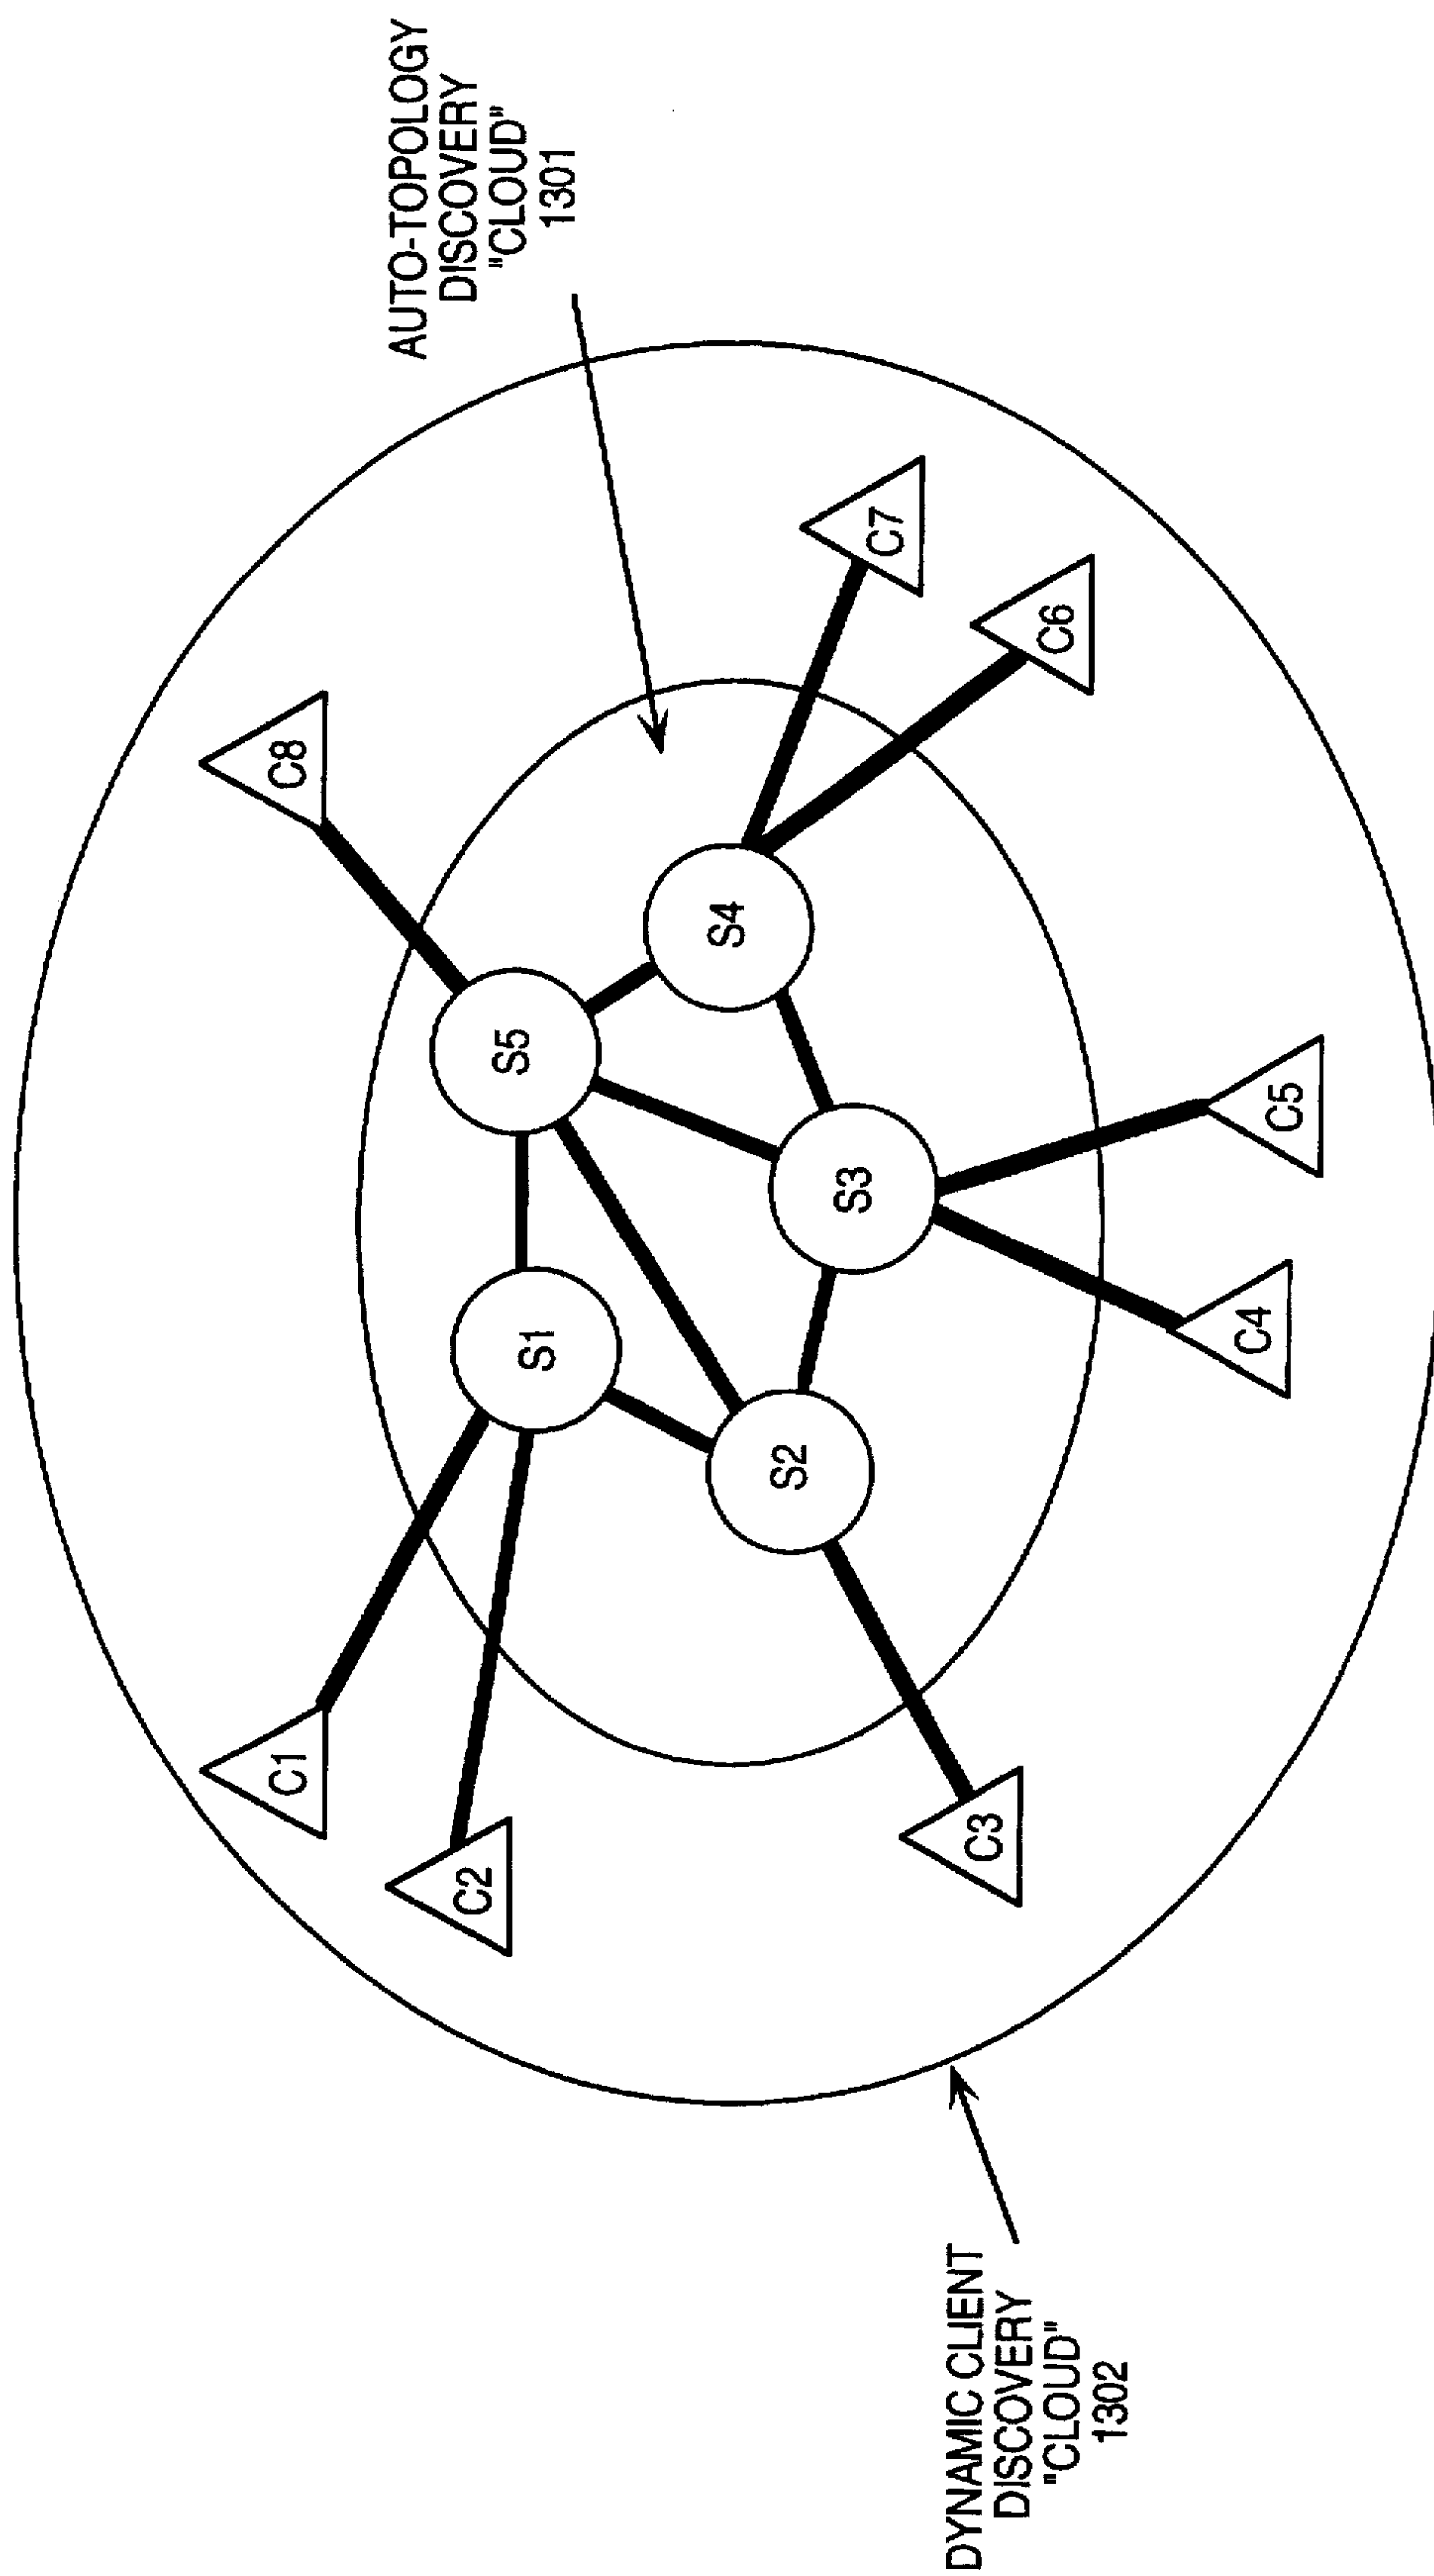 AUTO-TOPOLOGY
DISCOVERY
"CLOUD"
1301
C1
C8
C2
S1
S5
C7
S4
S2
S3
C3
C6
C4
C5
DYNAMIC CLIENT
DISCOVERY
"CLOUD"
1302